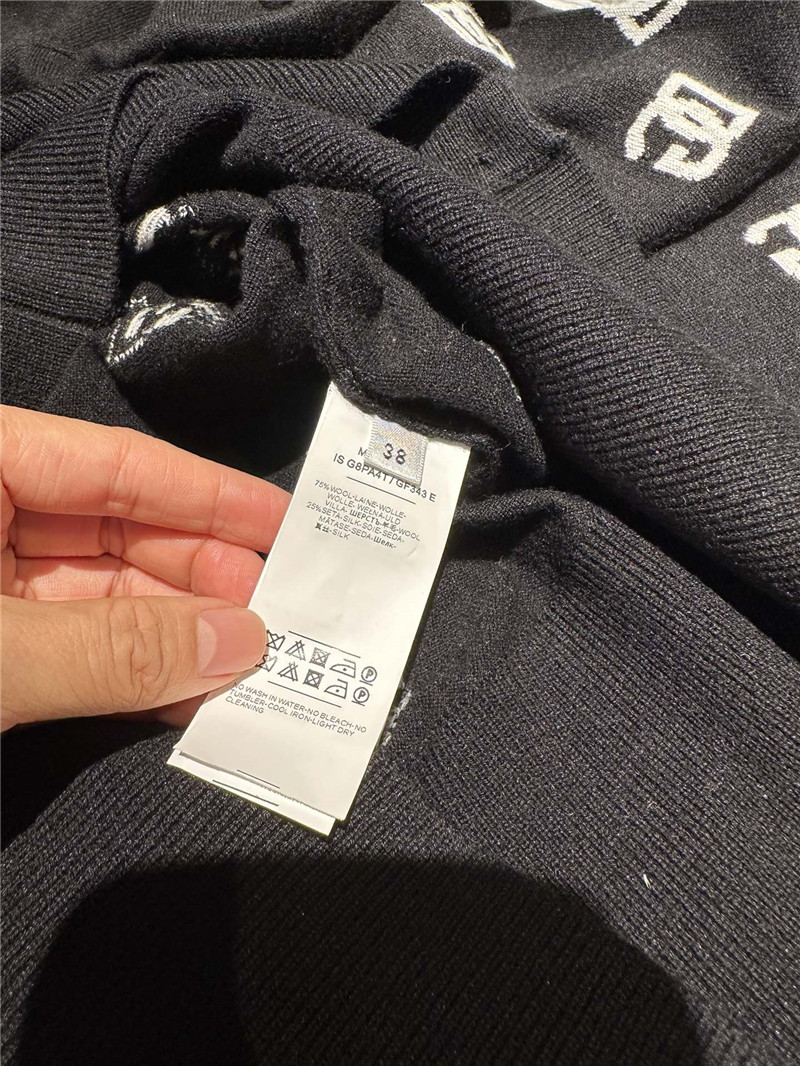 38
IS G8PA4T / GF343 E
75%WOOL-LAINE-WOLLE-
WOLLE- WEŁNA-ULD
VILLA- ШЕРСТЬ-羊毛-WOOL
25%SETA-SILK-SOIE-SEDA-
MĂTASE-SEDA-Шелк-
真丝-SILK
NO WASH IN WATER-NO BLEACH-NO
TUMBLER-COOL IRON-LIGHT DRY
CLEANING